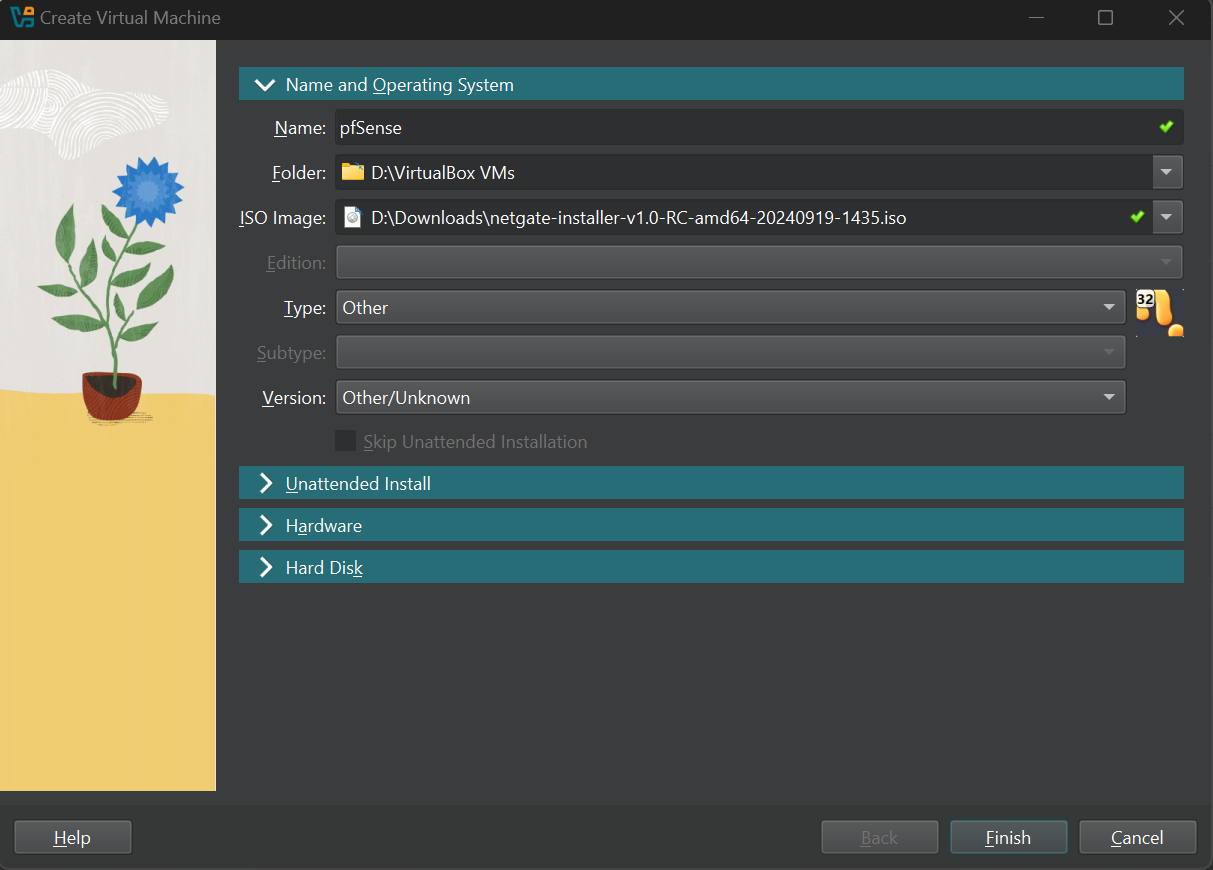 Create Virtual Machine
Name and Operating System
Name: pfSense
Folder: D:\VirtualBox VMs
ISO Image: D:\Downloads\netgate-installer-v1.0-RC-amd64-20240919-1435.iso
Edition:
Type: Other 32
Subtype:
Version: Other/Unknown
Skip Unattended Installation
Unattended Install
Hardware
Hard Disk
Help Back Finish Cancel